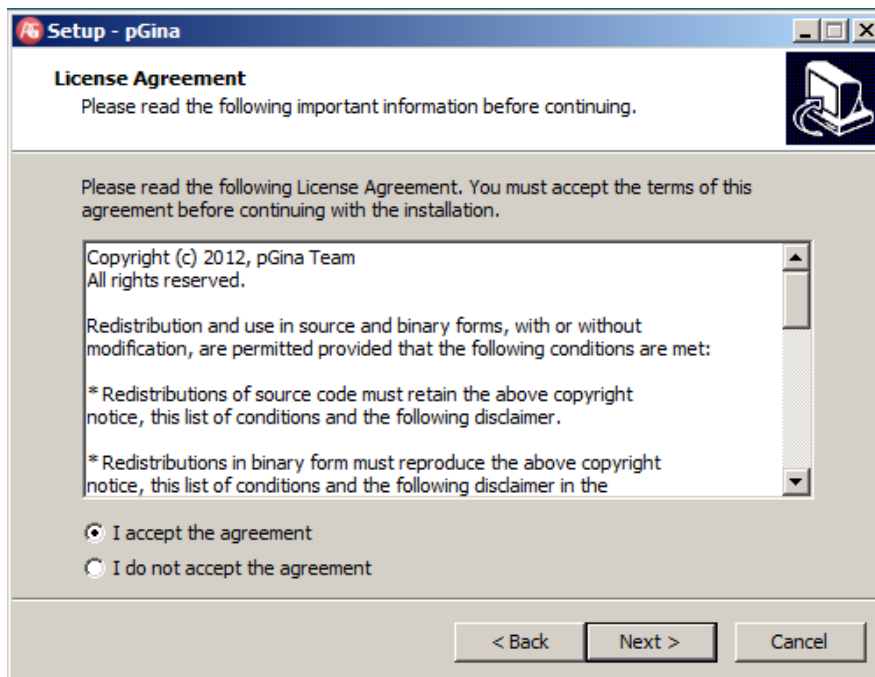 Setup - pGina
License Agreement
Please read the following important information before continuing.
Please read the following License Agreement. You must accept the terms of this
agreement before continuing with the installation.
Copyright (c) 2012, pGina Team
All rights reserved.
Redistribution and use in source and binary forms, with or without
modification, are permitted provided that the following conditions are met:
* Redistributions of source code must retain the above copyright
notice, this list of conditions and the following disclaimer.
* Redistributions in binary form must reproduce the above copyright
notice, this list of conditions and the following disclaimer in the
I accept the agreement
I do not accept the agreement
< Back Next > Cancel